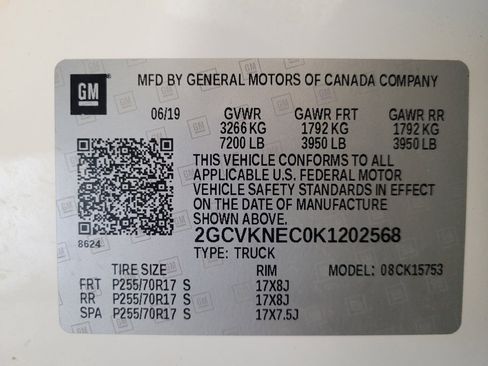 GM
MFD BY GENERAL MOTORS OF CANADA COMPANY
06/19 GVWR GAWR FRT GAWR RR
3266 KG 1792 KG 1792 KG
7200 LB 3950 LB 3950 LB
THIS VEHICLE CONFORMS TO ALL
APPLICABLE U.S. FEDERAL MOTOR
VEHICLE SAFETY STANDARDS IN EFFECT
ON THE DATE OF MANUFACTURE
SHOWN ABOVE.
8624
2GCVKNEC0K1202568
TYPE: TRUCK
TIRE SIZE RIM MODEL: 08CK15753
FRT P255/70R17 S 17X8J
RR P255/70R17 S 17X8J
SPA P255/70R17 S 17X7.5J